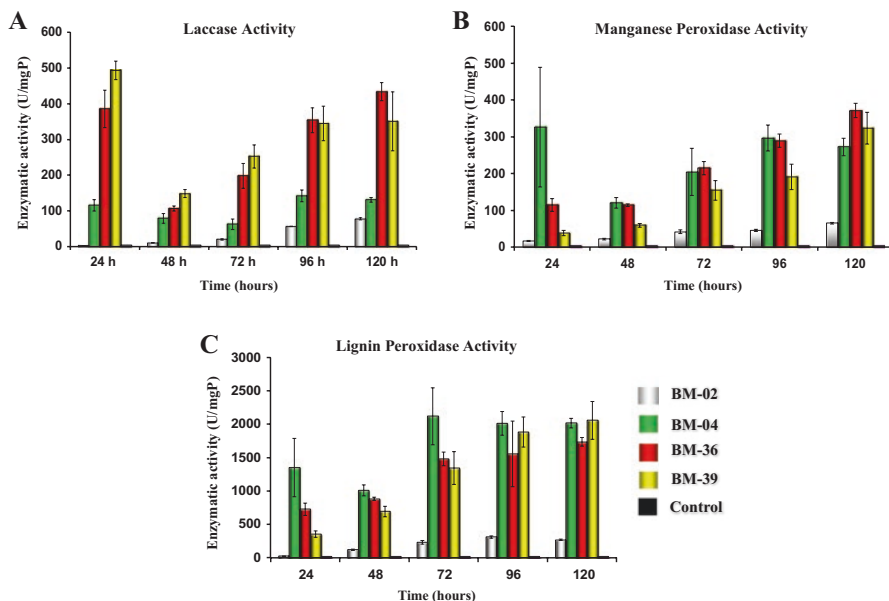 A
Laccase Activity
Enzymatic activity (U/mgP)
600
500
400
300
200
100
0
24 h 48 h 72 h 96 h 120 h
Time (hours)
B
Manganese Peroxidase Activity
Enzymatic activity (U/mgP)
600
500
400
300
200
100
0
24 48 72 96 120
Time (hours)
C
Lignin Peroxidase Activity
Enzymatic activity (U/mgP)
3000
2500
2000
1500
1000
500
0
24 48 72 96 120
Time (hours)
BM-02
BM-04
BM-36
BM-39
Control